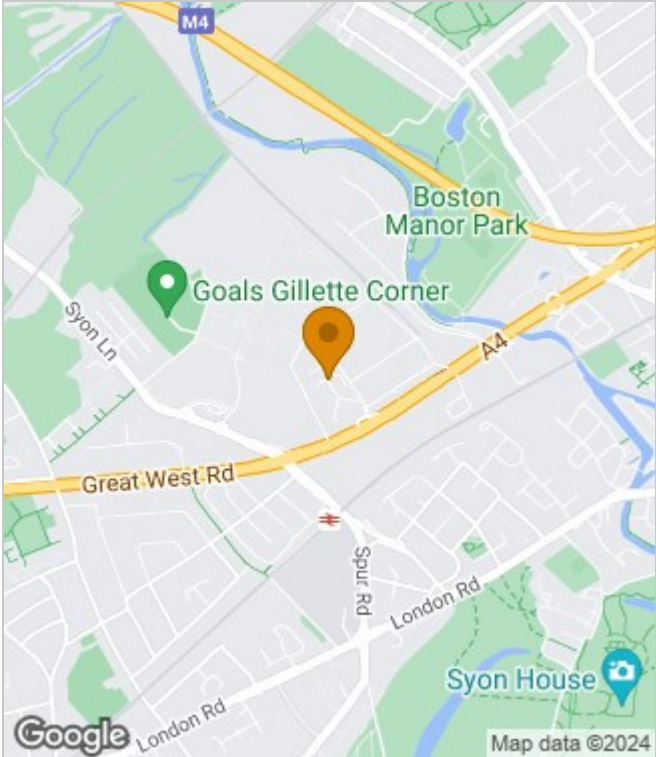 M4
Boston
Manor Park
Goals Gillette Corner
Syon Ln
A4
Great West Rd
Spur Rd
London Rd
Syon House
London Rd
Google
Map data ©2024